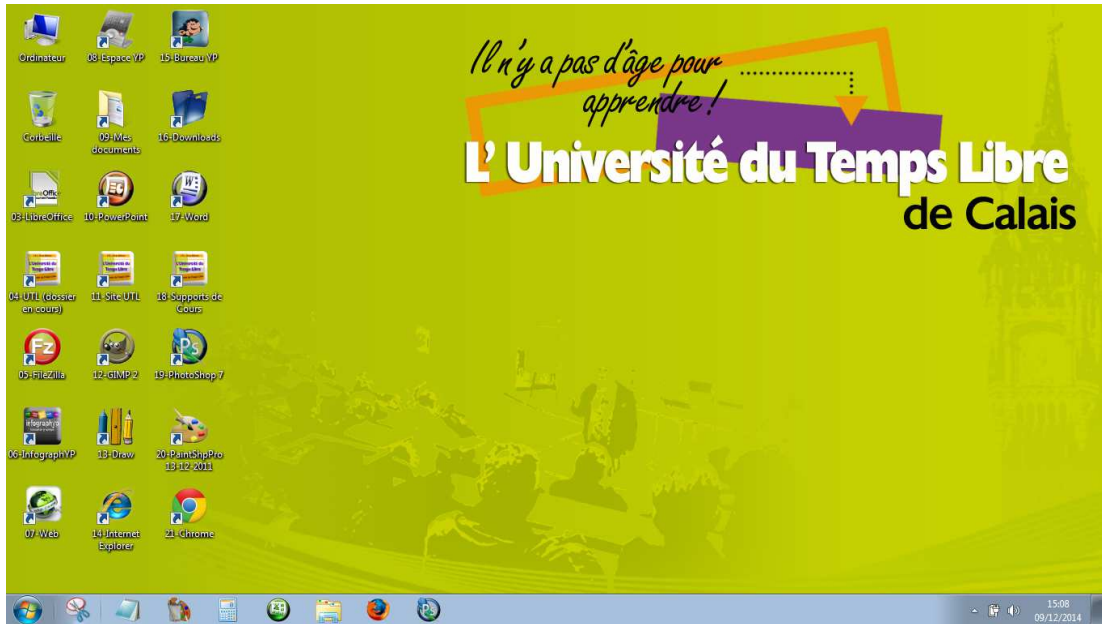 Il n'y a pas d'âge pour
apprendre !
L' Université du Temps Libre
de Calais
Ordinateur
08-Espace YP
15-Bureau YP
Corbeille
09-Mes
documents
16-Downloads
03-LibreOffice
10-PowerPoint
17-Word
04-UTL (dossier
en cours)
11-Site UTL
18-Supports de
Cours
05-FileZilla
12-GIMP 2
19-PhotoShop 7
06-InfographYP
13-Draw
20-PaintShpPro
13-12-2011
07-Web
14-Internet
Explorer
21-Chrome
15:08
09/12/2014